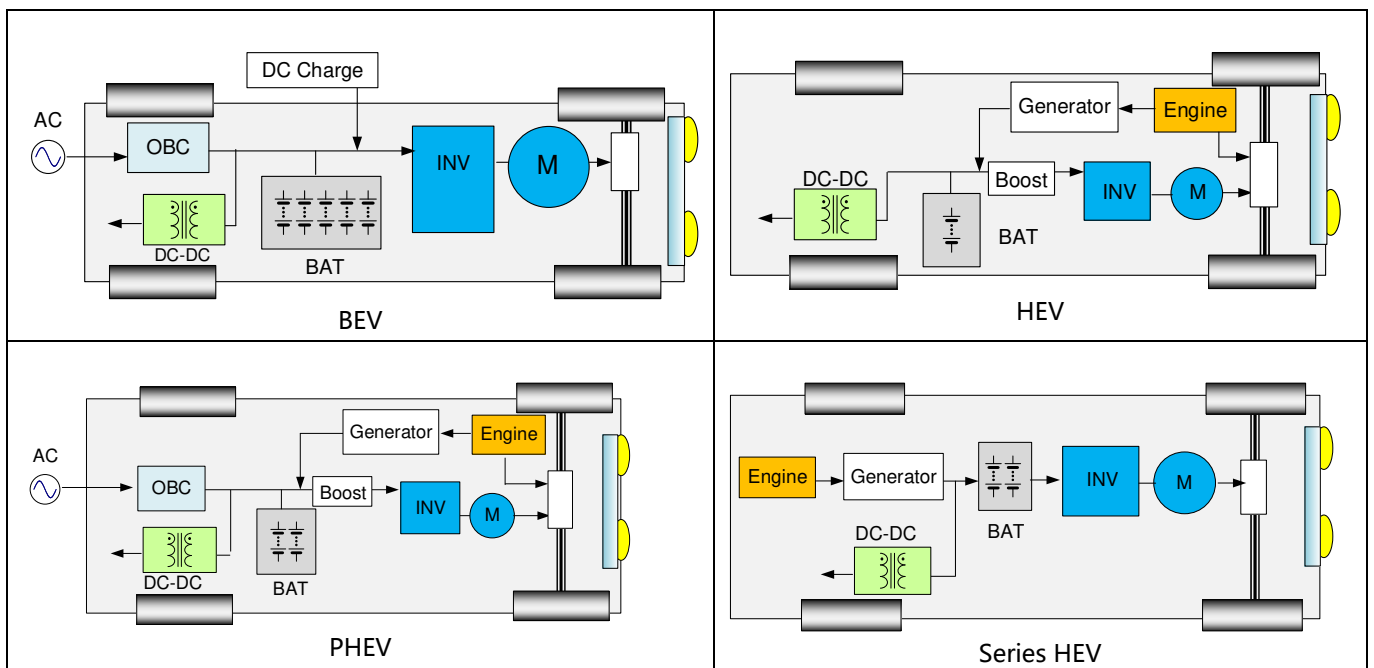 DC Charge
AC
OBC
INV
M
DC-DC
BAT
BEV
Generator
Engine
DC-DC
Boost
INV
M
BAT
HEV
Generator
Engine
AC
OBC
Boost
INV
M
DC-DC
BAT
PHEV
Engine
Generator
INV
M
BAT
DC-DC
Series HEV